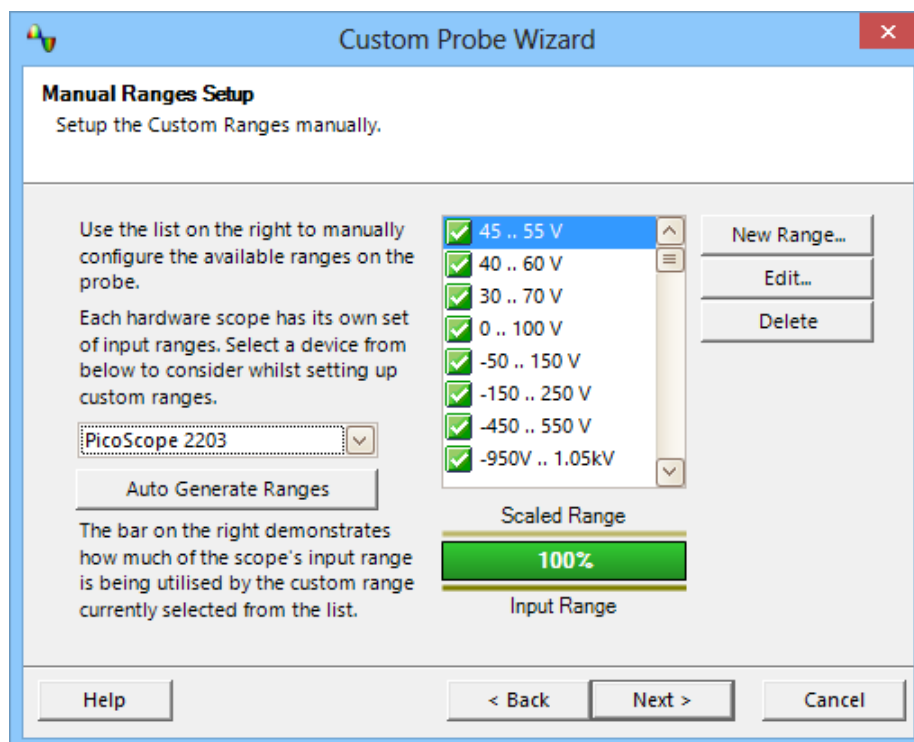 Custom Probe Wizard
Manual Ranges Setup
Setup the Custom Ranges manually.
Use the list on the right to manually
configure the available ranges on the
probe.
Each hardware scope has its own set
of input ranges. Select a device from
below to consider whilst setting up
custom ranges.
PicoScope 2203
Auto Generate Ranges
The bar on the right demonstrates
how much of the scope's input range
is being utilised by the custom range
currently selected from the list.
45 .. 55 V
40 .. 60 V
30 .. 70 V
0 .. 100 V
-50 .. 150 V
-150 .. 250 V
-450 .. 550 V
-950V .. 1.05kV
Scaled Range
100%
Input Range
New Range...
Edit...
Delete
Help
< Back
Next >
Cancel